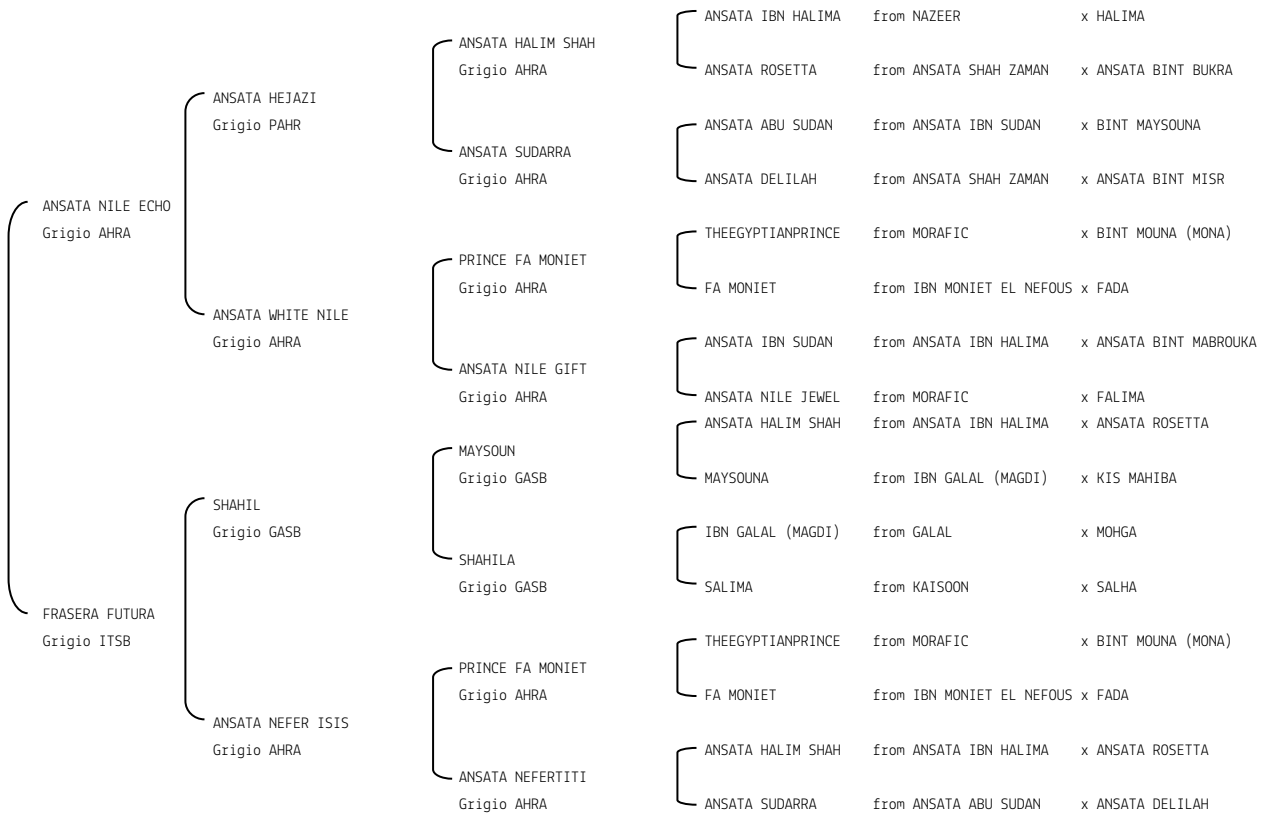 ANSATA IBN HALIMA from NAZEER x HALIMA
ANSATA HALIM SHAH
Grigio AHRA ANSATA ROSETTA from ANSATA SHAH ZAMAN x ANSATA BINT BUKRA
ANSATA HEJAZI
Grigio PAHR ANSATA ABU SUDAN from ANSATA IBN SUDAN x BINT MAYSOUNA
ANSATA SUDARRA
Grigio AHRA ANSATA DELILAH from ANSATA SHAH ZAMAN x ANSATA BINT MISR
ANSATA NILE ECHO
Grigio AHRA THEEGYPTIANPRINCE from MORAFIC x BINT MOUNA (MONA)
PRINCE FA MONIET
Grigio AHRA FA MONIET from IBN MONIET EL NEFOUS x FADA
ANSATA WHITE NILE
Grigio AHRA ANSATA IBN SUDAN from ANSATA IBN HALIMA x ANSATA BINT MABROUKA
ANSATA NILE GIFT
Grigio AHRA ANSATA NILE JEWEL from MORAFIC x FALIMA
ANSATA HALIM SHAH from ANSATA IBN HALIMA x ANSATA ROSETTA
MAYSOUN
Grigio GASB MAYSOUNA from IBN GALAL (MAGDI) x KIS MAHIBA
SHAHIL
Grigio GASB IBN GALAL (MAGDI) from GALAL x MOHGA
SHAHILA
Grigio GASB SALIMA from KAISOON x SALHA
FRASERA FUTURA
Grigio ITSB THEEGYPTIANPRINCE from MORAFIC x BINT MOUNA (MONA)
PRINCE FA MONIET
Grigio AHRA FA MONIET from IBN MONIET EL NEFOUS x FADA
ANSATA NEFER ISIS
Grigio AHRA ANSATA HALIM SHAH from ANSATA IBN HALIMA x ANSATA ROSETTA
ANSATA NEFERTITI
Grigio AHRA ANSATA SUDARRA from ANSATA ABU SUDAN x ANSATA DELILAH